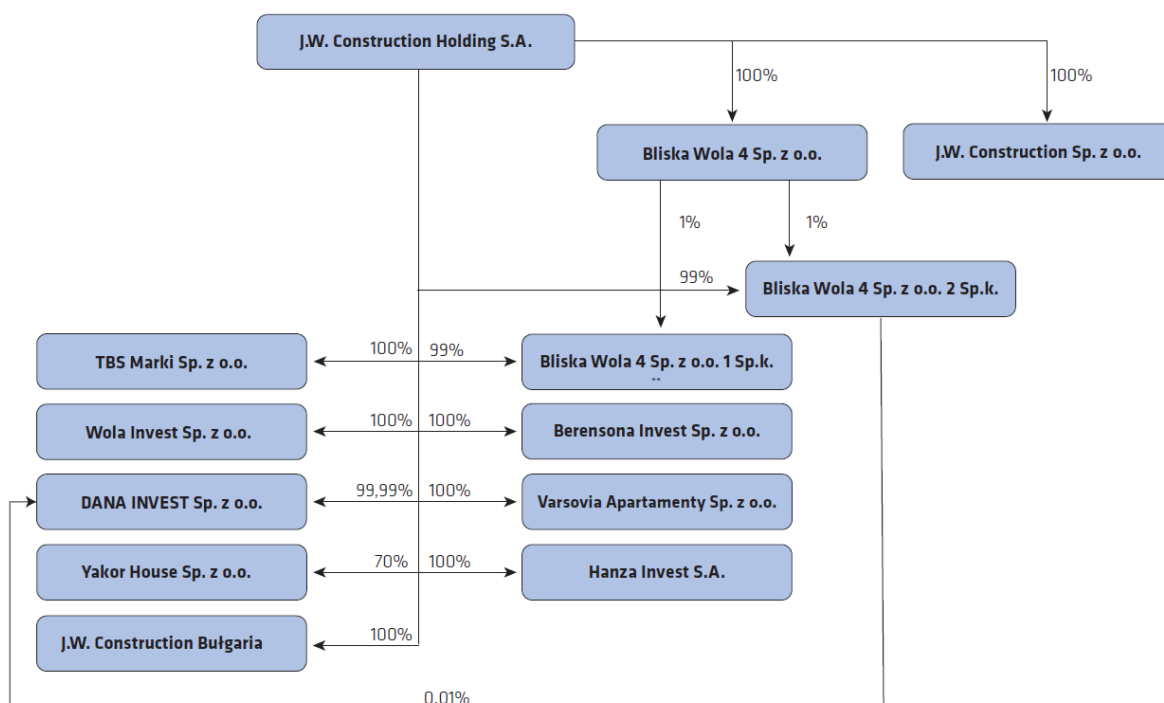 J.W. Construction Holding S.A.
100%
100%
Bliska Wola 4 Sp. z o.o.
J.W. Construction Sp. z o.o.
1%
1%
99%
Bliska Wola 4 Sp. z o.o. 2 Sp.k.
TBS Marki Sp. z o.o.
100%
99%
Bliska Wola 4 Sp. z o.o. 1 Sp.k.
Wola Invest Sp. z o.o.
100%
100%
Berensona Invest Sp. z o.o.
DANA INVEST Sp. z o.o.
99,99%
100%
Varsovia Apartamenty Sp. z o.o.
Yakor House Sp. z o.o.
70%
100%
Hanza Invest S.A.
J.W. Construction Bułgaria
100%
0,01%